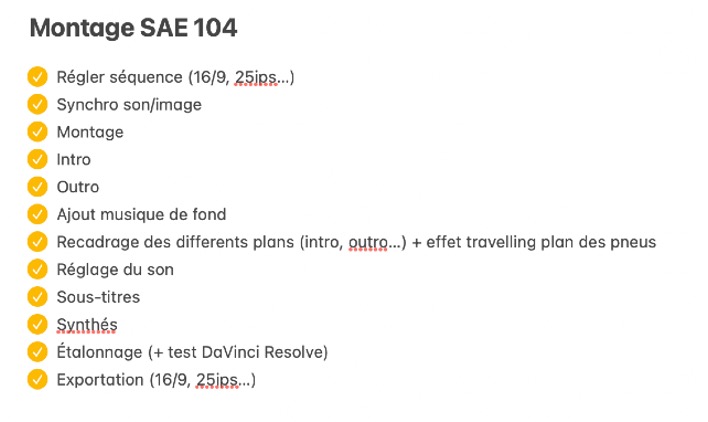 Montage SAE 104
Régler séquence (16/9, 25ips...)
Synchro son/image
Montage
Intro
Outro
Ajout musique de fond
Recadrage des differents plans (intro, outro...) + effet travelling plan des pneus
Réglage du son
Sous-titres
Synthés
Étalonnage (+ test DaVinci Resolve)
Exportation (16/9, 25ips...)